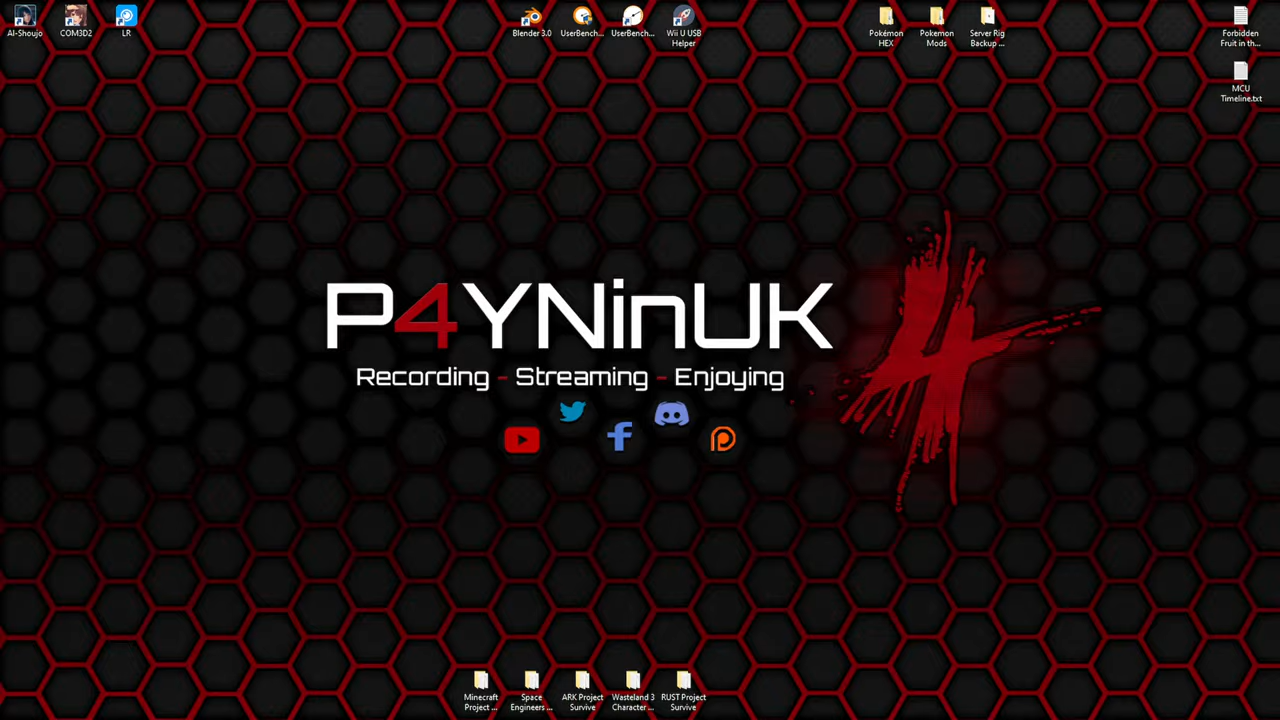 AI-Shoujo
COM3D2
LR
Blender 3.0
UserBench...
UserBench...
Wii U USB
Helper
Pokémon
HEX
Pokemon
Mods
Server Rig
Backup ...
Forbidden
Fruit in th...
MCU
Timeline.txt
P4YNinUK
Recording - Streaming - Enjoying
4
Minecraft
Project ...
Space
Engineers ...
ARK Project
Survive
Wasteland 3
Character ...
RUST Project
Survive